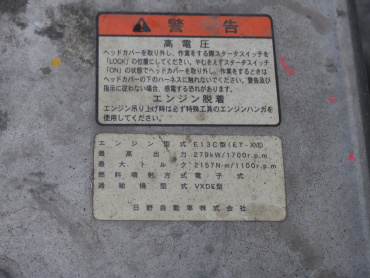 警告
高電圧
ヘッドカバーを取り外し、作業をする際スタータスイッチを
「LOCK」の位置にしてください。やむをえずスタータスイッチ
「ON」の状態でヘッドカバーを取り外し、作業をするときは
ヘッドカバーの下のハーネスに触れないでください。警告及び
指示に従わない場合、感電する恐れがあります。
エンジン脱着
エンジン吊り上げ時は必ず特殊工具のエンジンハンガを
使用してください。
エンジン型式 E13C型(ET-XVI)
最高出力 279kW/1700r.p.m
最大トルク 2157N·m/1100r.p.m
燃料噴射方式 電子式
過給機型式 VXDE型
日野自動車株式会社